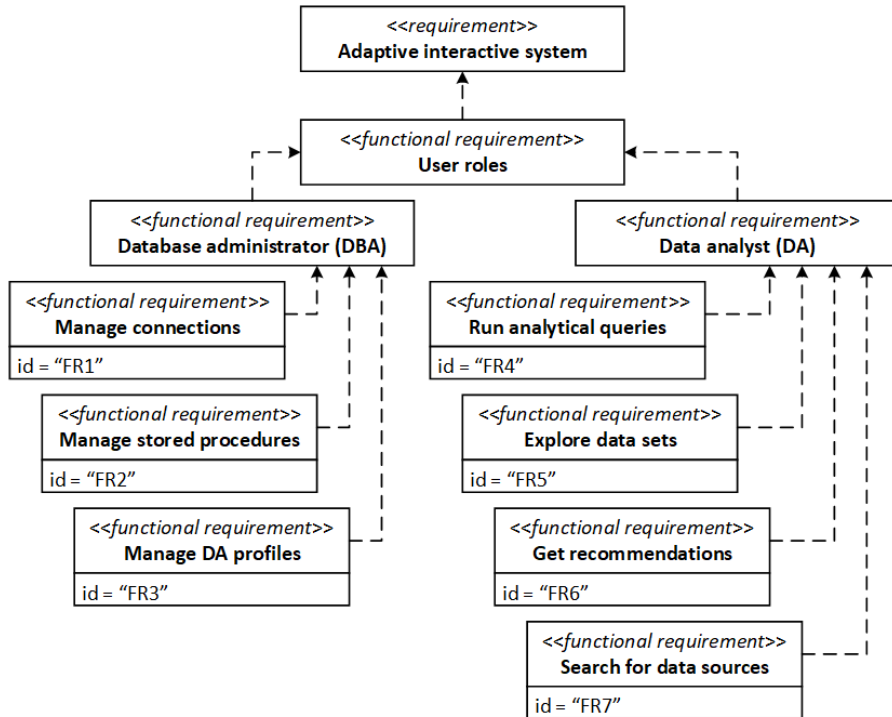 <<requirement>>
Adaptive interactive system
<<functional requirement>>
User roles
<<functional requirement>>
Database administrator (DBA)
<<functional requirement>>
Data analyst (DA)
<<functional requirement>>
Manage connections
id = “FR1”
<<functional requirement>>
Run analytical queries
id = “FR4”
<<functional requirement>>
Manage stored procedures
id = “FR2”
<<functional requirement>>
Explore data sets
id = “FR5”
<<functional requirement>>
Manage DA profiles
id = “FR3”
<<functional requirement>>
Get recommendations
id = “FR6”
<<functional requirement>>
Search for data sources
id = “FR7”